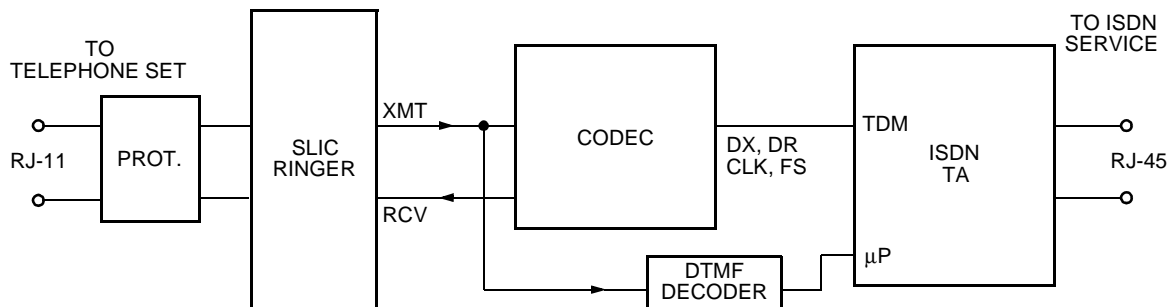 TO
TELEPHONE SET
RJ-11
PROT.
SLIC
RINGER
XMT
RCV
CODEC
DX, DR
CLK, FS
DTMF
DECODER
TDM
ISDN
TA
μP
TO ISDN
SERVICE
RJ-45